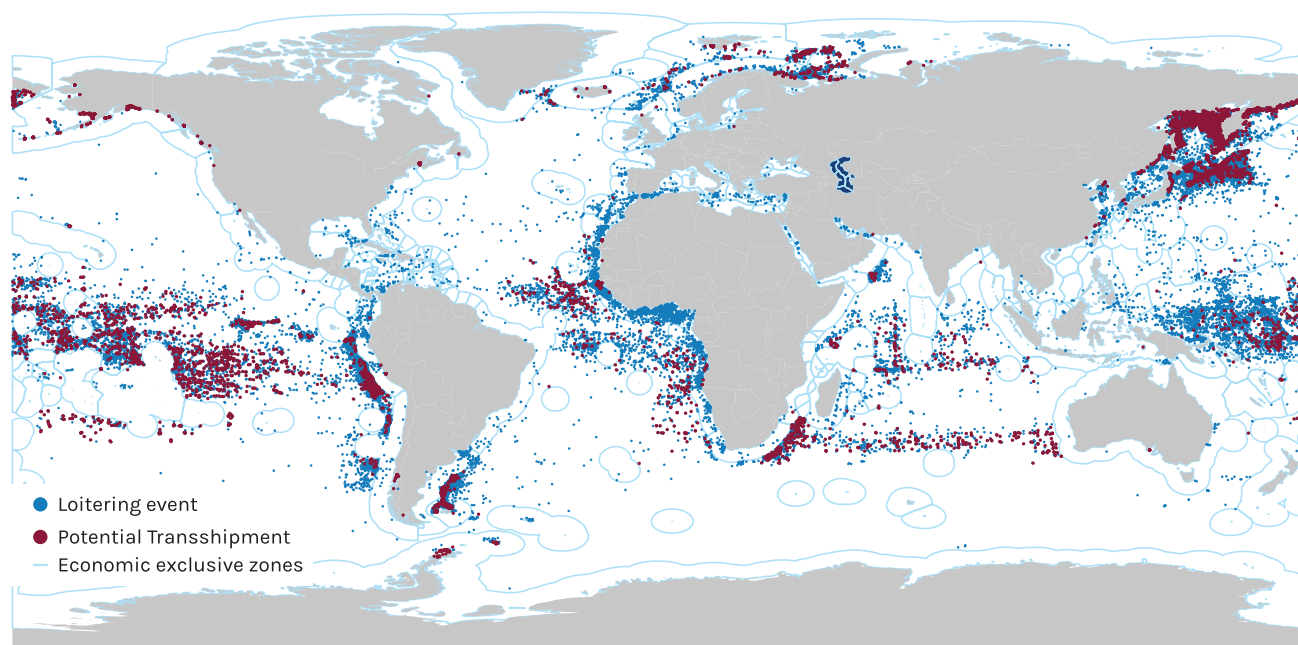 Loitering event
Potential Transshipment
Economic exclusive zones